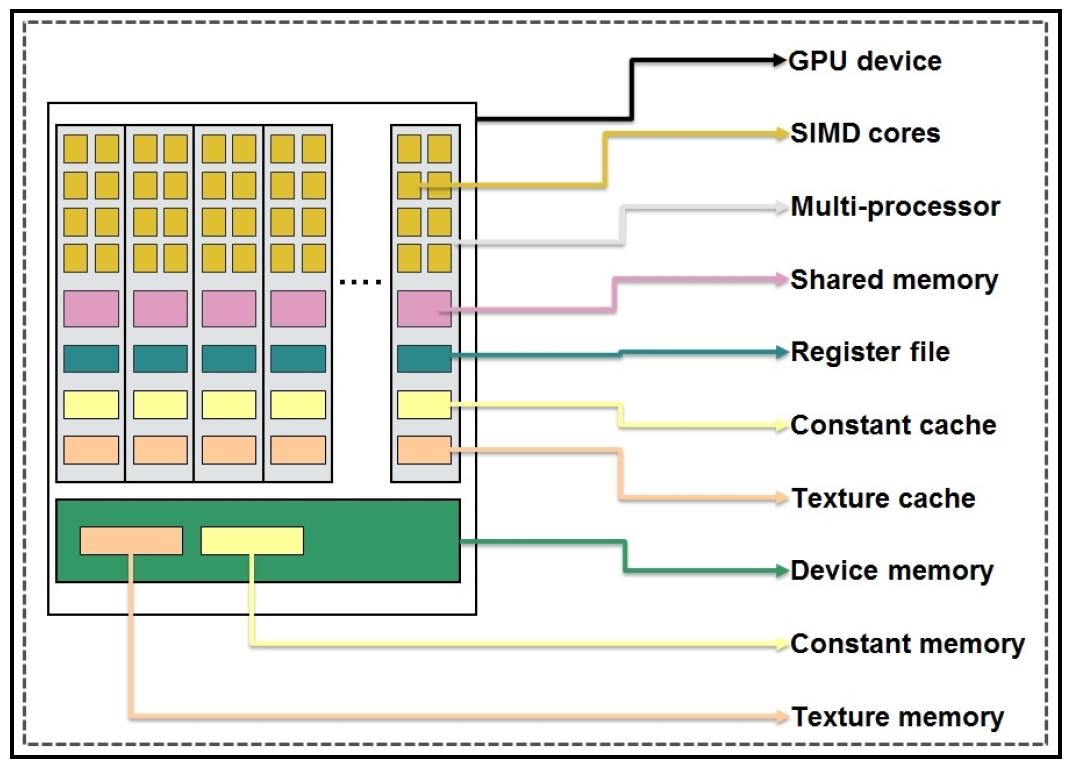 GPU device
SIMD cores
Multi-processor
Shared memory
Register file
Constant cache
Texture cache
Device memory
Constant memory
Texture memory